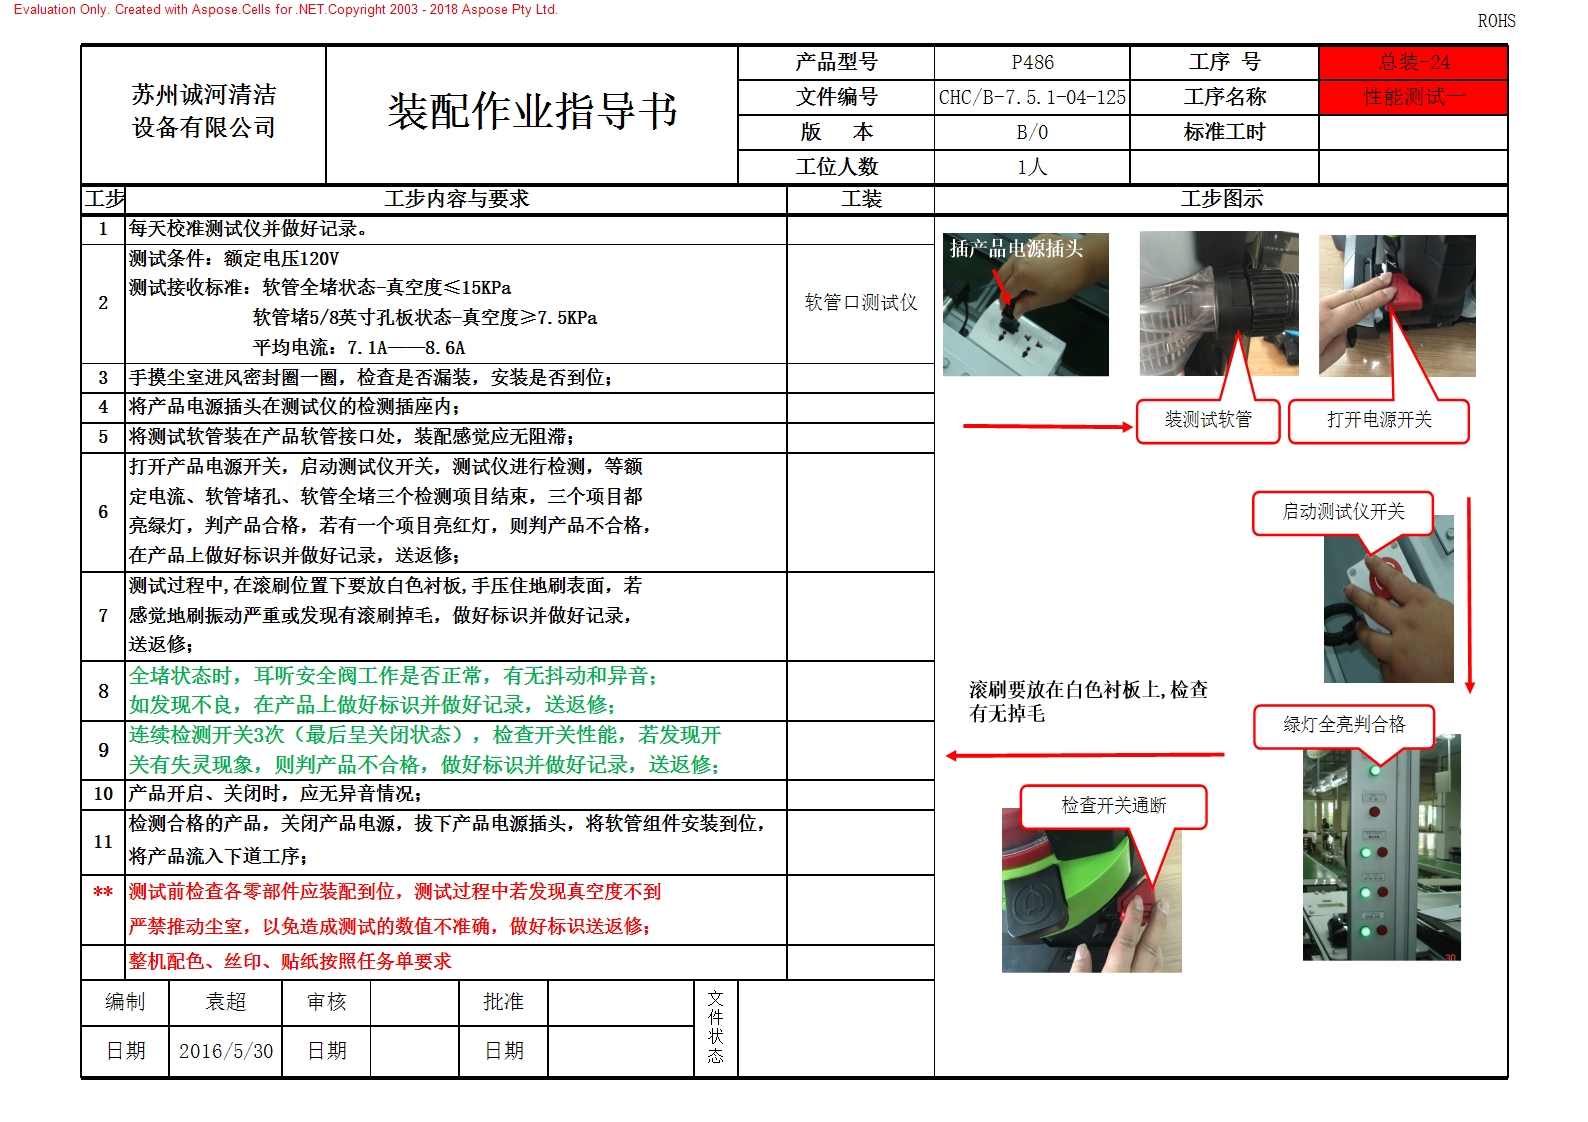 Evaluation Only. Created with Aspose.Cells for .NET.Copyright 2003 - 2018 Aspose Pty Ltd.
ROHS
苏州诚河清洁
设备有限公司
装配作业指导书
产品型号 P486 工序 号 总装-24
文件编号 CHC/B-7.5.1-04-125 工序名称 性能测试一
版 本 B/0 标准工时
工位人数 1人
工步 工步内容与要求 工装 工步图示
1 每天校准测试仪并做好记录。
2 测试条件：额定电压120V
测试接收标准：软管全堵状态-真空度≤15KPa
软管堵5/8英寸孔板状态-真空度≥7.5KPa
平均电流：7.1A——8.6A
软管口测试仪
3 手摸尘室进风密封圈一圈，检查是否漏装，安装是否到位；
4 将产品电源插头在测试仪的检测插座内；
5 将测试软管装在产品软管接口处，装配感觉应无阻滞；
6 打开产品电源开关，启动测试仪开关，测试仪进行检测，等额
定电流、软管堵孔、软管全堵三个检测项目结束，三个项目都
亮绿灯，判产品合格，若有一个项目亮红灯，则判产品不合格，
在产品上做好标识并做好记录，送返修；
7 测试过程中,在滚刷位置下要放白色衬板,手压住地刷表面，若
感觉地刷振动严重或发现有滚刷掉毛，做好标识并做好记录，
送返修；
8 全堵状态时，耳听安全阀工作是否正常，有无抖动和异音；
如发现不良，在产品上做好标识并做好记录，送返修；
9 连续检测开关3次（最后呈关闭状态），检查开关性能，若发现开
关有失灵现象，则判产品不合格，做好标识并做好记录，送返修；
10 产品开启、关闭时，应无异音情况；
11 检测合格的产品，关闭产品电源，拔下产品电源插头，将软管组件安装到位，
将产品流入下道工序；
** 测试前检查各零部件应装配到位，测试过程中若发现真空度不到
严禁推动尘室，以免造成测试的数值不准确，做好标识送返修；
整机配色、丝印、贴纸按照任务单要求
插产品电源插头
装测试软管
打开电源开关
启动测试仪开关
滚刷要放在白色衬板上,检查
有无掉毛
绿灯全亮判合格
检查开关通断
30
编制 袁超 审核 批准 文件状态
日期 2016/5/30 日期 日期